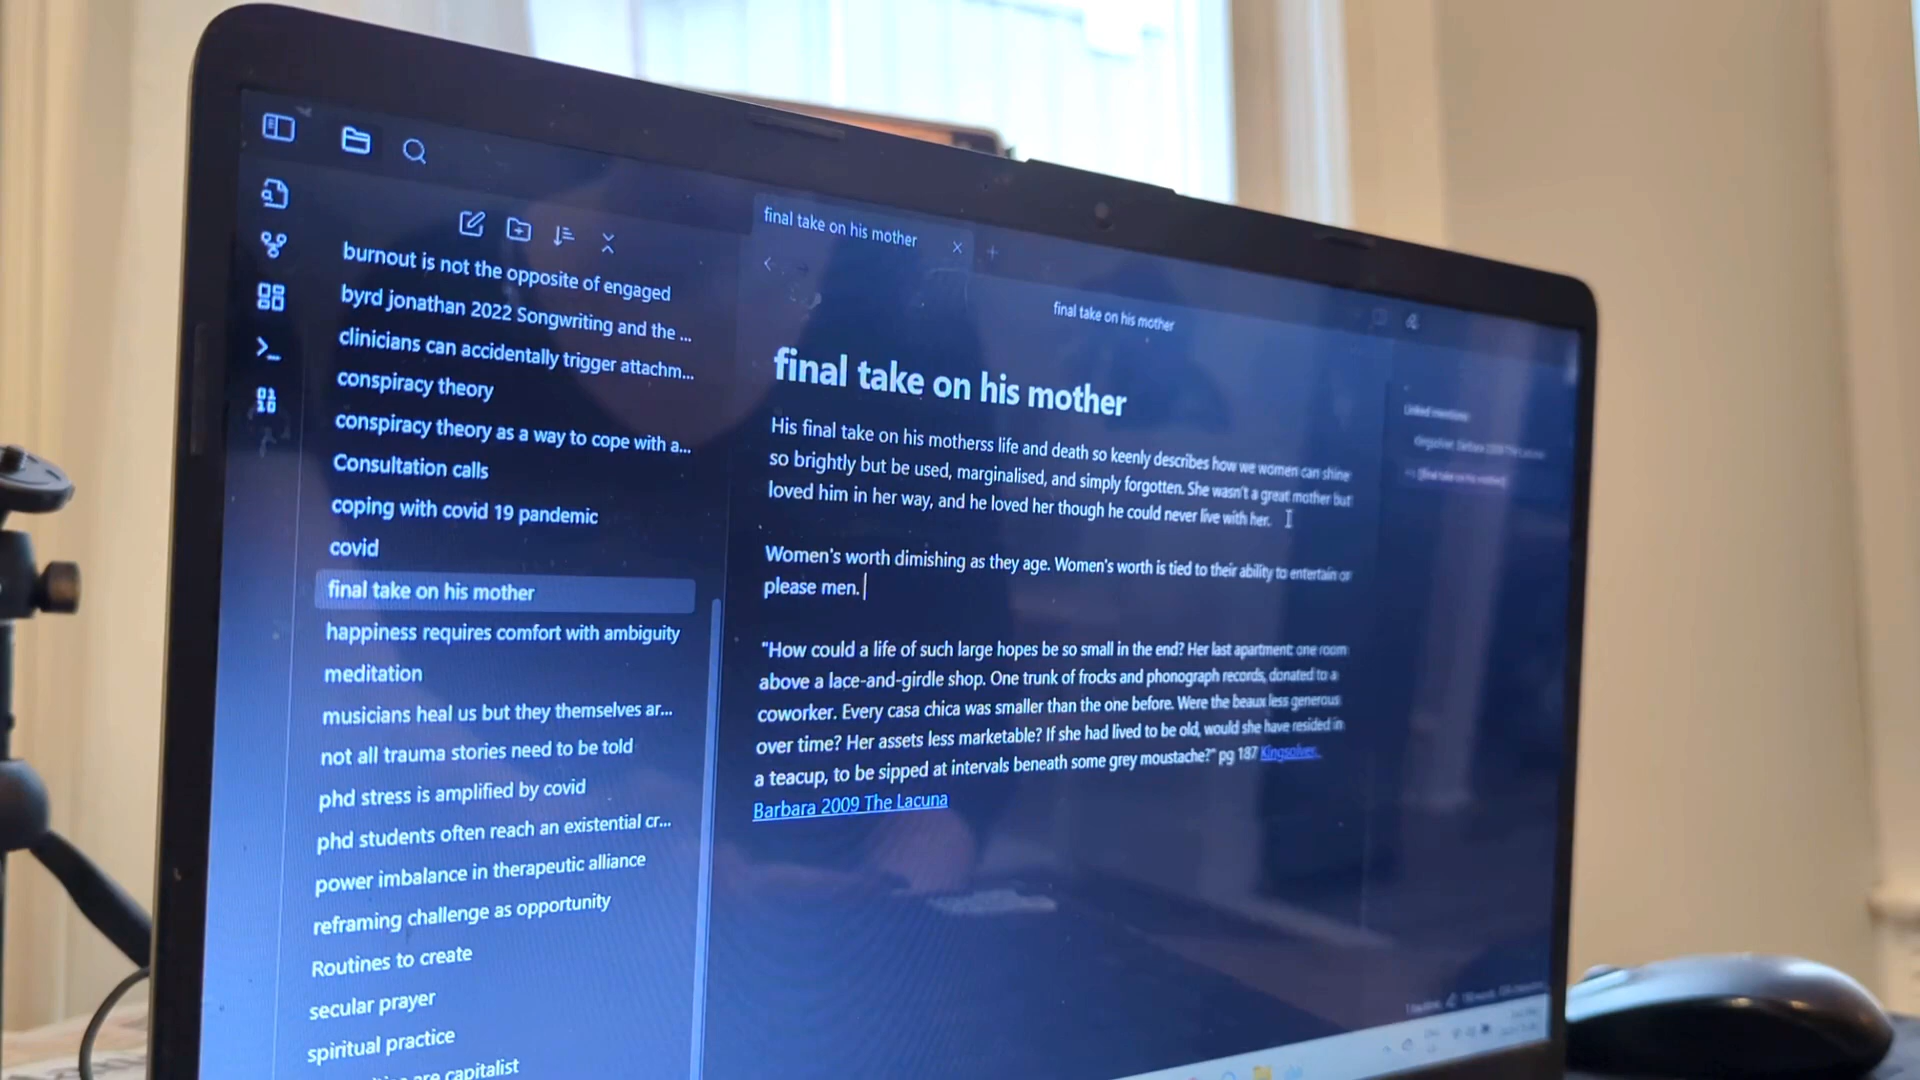 burnout is not the opposite of engaged
byrd jonathan 2022 Songwriting and the ...
clinicians can accidentally trigger attachm...
conspiracy theory
conspiracy theory as a way to cope with a...
Consultation calls
coping with covid 19 pandemic
covid
final take on his mother
happiness requires comfort with ambiguity
meditation
musicians heal us but they themselves ar...
not all trauma stories need to be told
phd stress is amplified by covid
phd students often reach an existential cr...
power imbalance in therapeutic alliance
reframing challenge as opportunity
Routines to create
secular prayer
spiritual practice
are capitalist
final take on his mother
final take on his mother
final take on his mother
His final take on his motherss life and death so keenly describes how we women can shine
so brightly but be used, marginalised, and simply forgotten. She wasn't a great mother but
loved him in her way, and he loved her though he could never live with her.
Women's worth dimishing as they age. Women's worth is tied to their ability to entertain or
please men.
"How could a life of such large hopes be so small in the end? Her last apartment: one room
above a lace-and-girdle shop. One trunk of frocks and phonograph records, donated to a
coworker. Every casa chica was smaller than the one before. Were the beaux less generous
over time? Her assets less marketable? If she had lived to be old, would she have resided in
a teacup, to be sipped at intervals beneath some grey moustache?" pg 187 Kingsolver,
Barbara 2009 The Lacuna
Linked mentions
Kingsolver, Barbara 2009 The Lacuna
[[final take on his mother]]